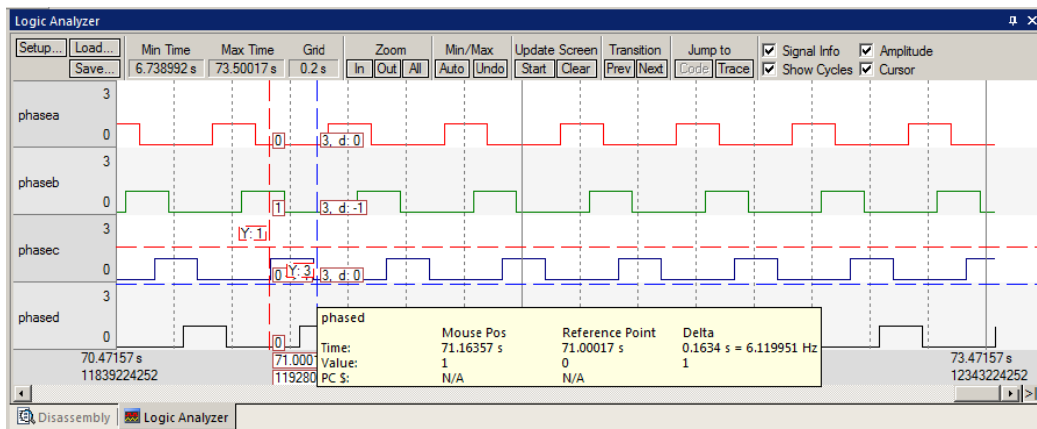 Logic Analyzer
Setup... Load... Min Time Max Time Grid Zoom Min/Max Update Screen Transition Jump to Signal Info Amplitude
Save... 6.738992 s 73.50017 s 0.2 s In Out All Auto Undo Start Clear Prev Next Code Trace Show Cycles Cursor
3
phasea
0
0 3, d: 0
3
phaseb
0
1 3, d: -1
3
Y: 1
phasec
0
0 Y: 3 3, d: 0
3
phased
0
0
phased
Mouse Pos Reference Point Delta
Time: 71.16357 s 71.00017 s 0.1634 s = 6.119951 Hz
Value: 1 0 1
PC $: N/A N/A
70.47157 s 71.0001 73.47157 s
11839224252 119280 12343224252
Disassembly Logic Analyzer